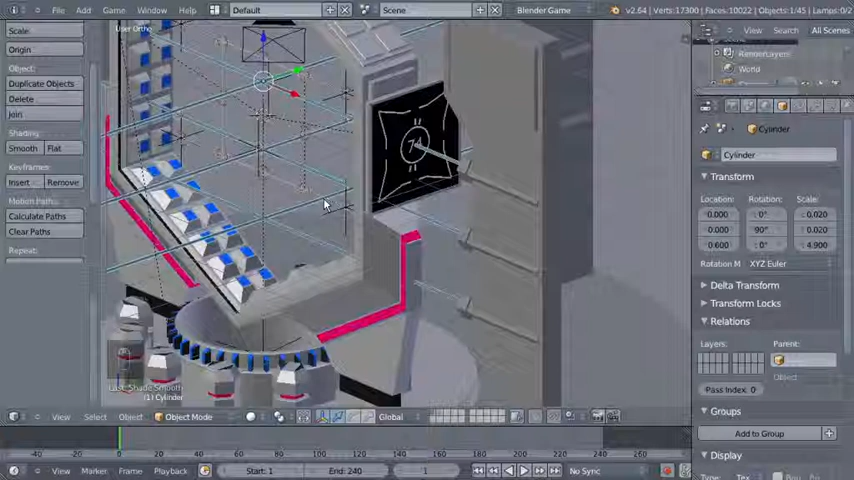 File Add Game Window Help Default Scene Blender Game v2.64 | Verts:17300 | Faces:10022 | Objects:1/45 | Lamps:0/2
User Ortho
View Search All Scenes
RenderLayers
World
Scale:
Origin
Object:
Duplicate Objects
Delete
Join
Shading:
Smooth Flat
Keyframes:
Insert Remove
Motion Paths:
Calculate Paths
Clear Paths
Repeat:
7
Cylinder
Cylinder
Transform
Location: Rotation: Scale:
0.000 : 0° : 0.020
0.000 : 90° : 0.020
0.600 : 0° : 4.900
Rotation M XYZ Euler
Delta Transform
Transform Locks
Relations
Layers: Parent:
Pass Index: 0
Groups
Add to Group
Display
Last: Shade Smooth
(1) Cylinder
View Select Object Object Mode Global
-40 -20 0 20 40 60 80 100 120 140 160 180 200 220 240 260
View Marker Frame Playback Start: 1 End: 240 1 No Sync